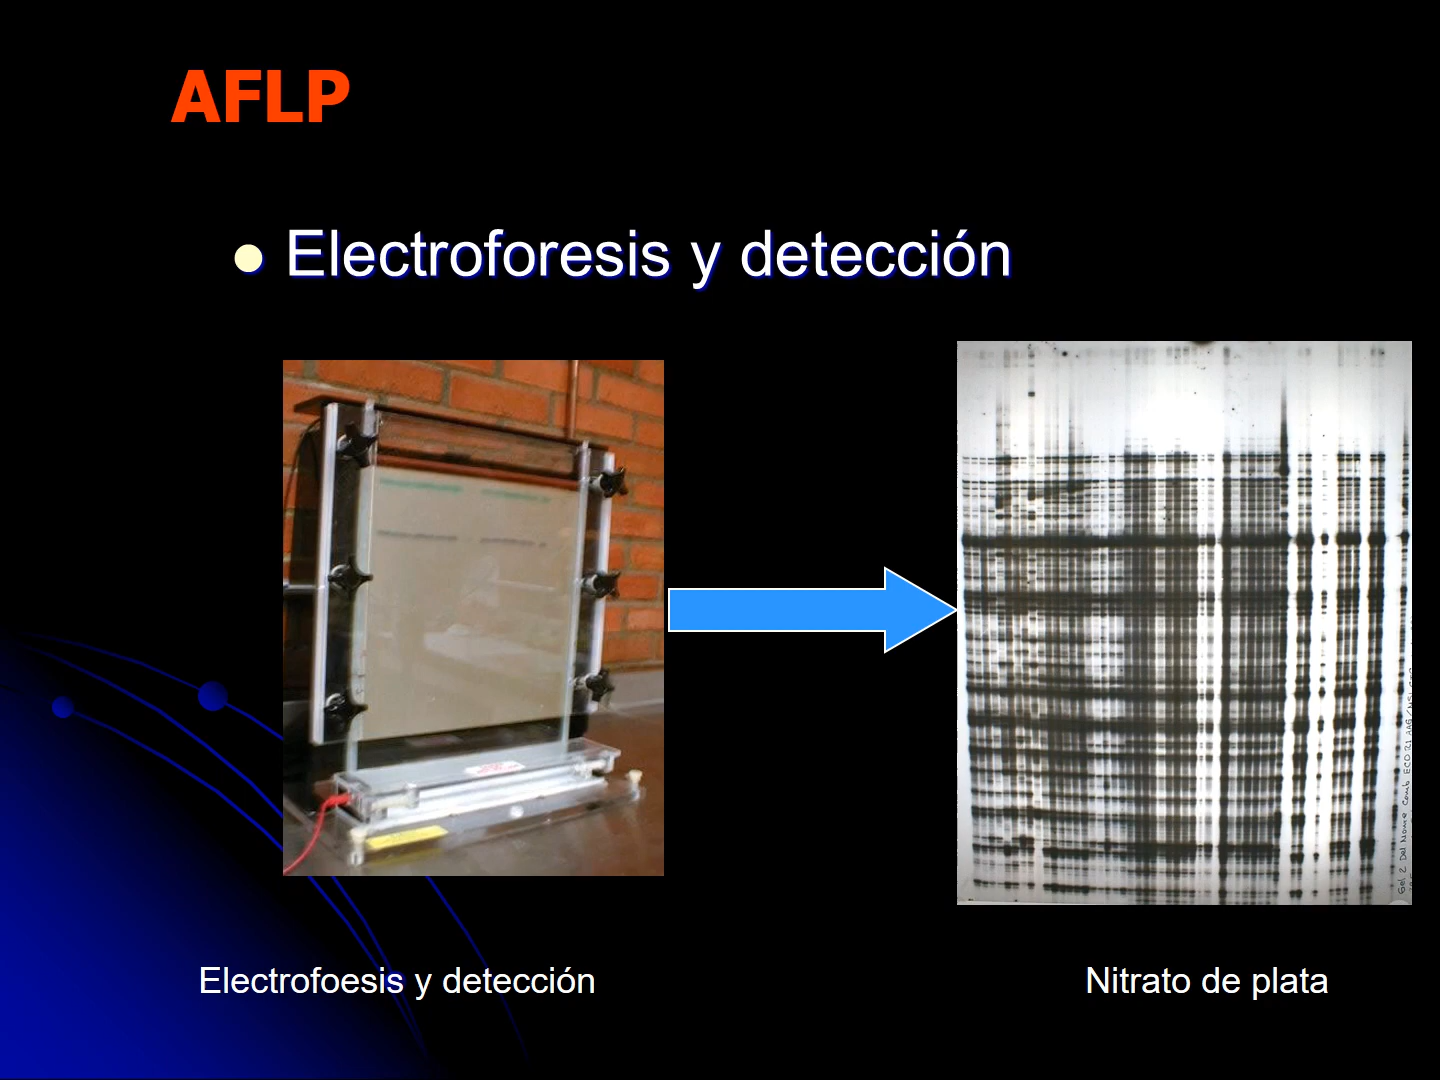 AFLP
Electroforesis y detección
Electrofoesis y detección
Nitrato de plata